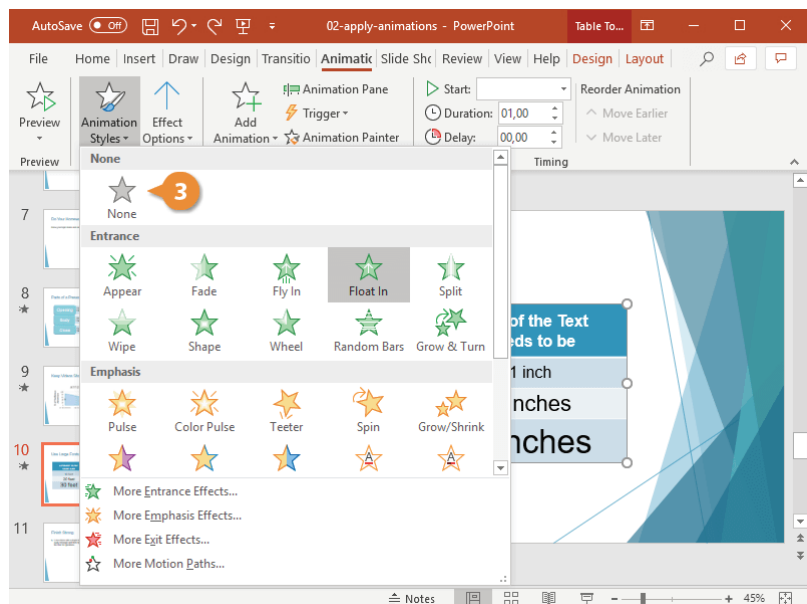 AutoSave Off 02-apply-animations - PowerPoint Table To...
File Home Insert Draw Design Transitio Animatic Slide Shc Review View Help Design Layout
Preview
Animation Styles
Effect Options
Add Animation
Animation Pane
Trigger
Animation Painter
Start:
Duration: 01,00
Delay: 00,00
Reorder Animation
Move Earlier
Move Later
Preview Timing
None
None
3
Entrance
Appear Fade Fly In Float In Split
Wipe Shape Wheel Random Bars Grow & Turn
Emphasis
Pulse Color Pulse Teeter Spin Grow/Shrink
A A
More Entrance Effects...
More Emphasis Effects...
More Exit Effects...
More Motion Paths...
7
8
9
10
11
of the Text
eds to be
1 inch
nches
nches
Notes 45%